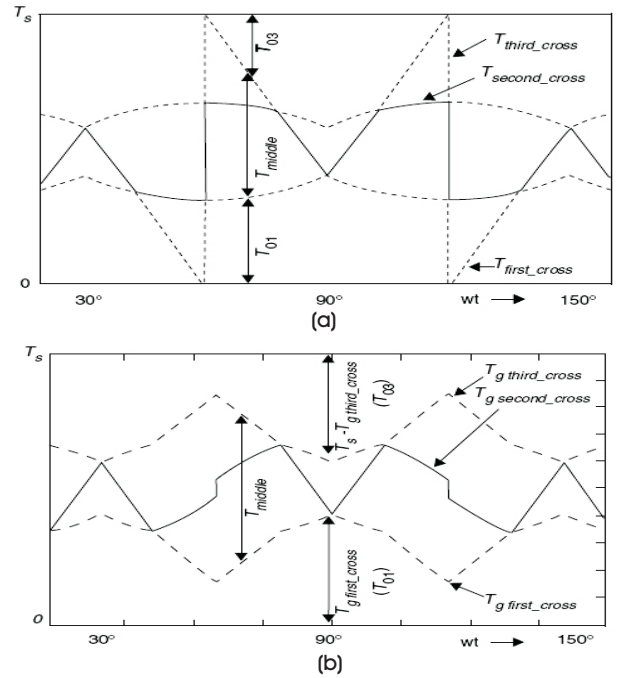 Ts
T03
Tthird_cross
Tsecond_cross
Tmiddle
T01
Tfirst_cross
0
30° 90° wt 150°
(a)
Ts
Ts -Tg third_cross
(T03)
Tg third_cross
Tg second_cross
Tmiddle
Tg first_cross
(T01)
Tg first_cross
0
30° 90° wt 150°
(b)